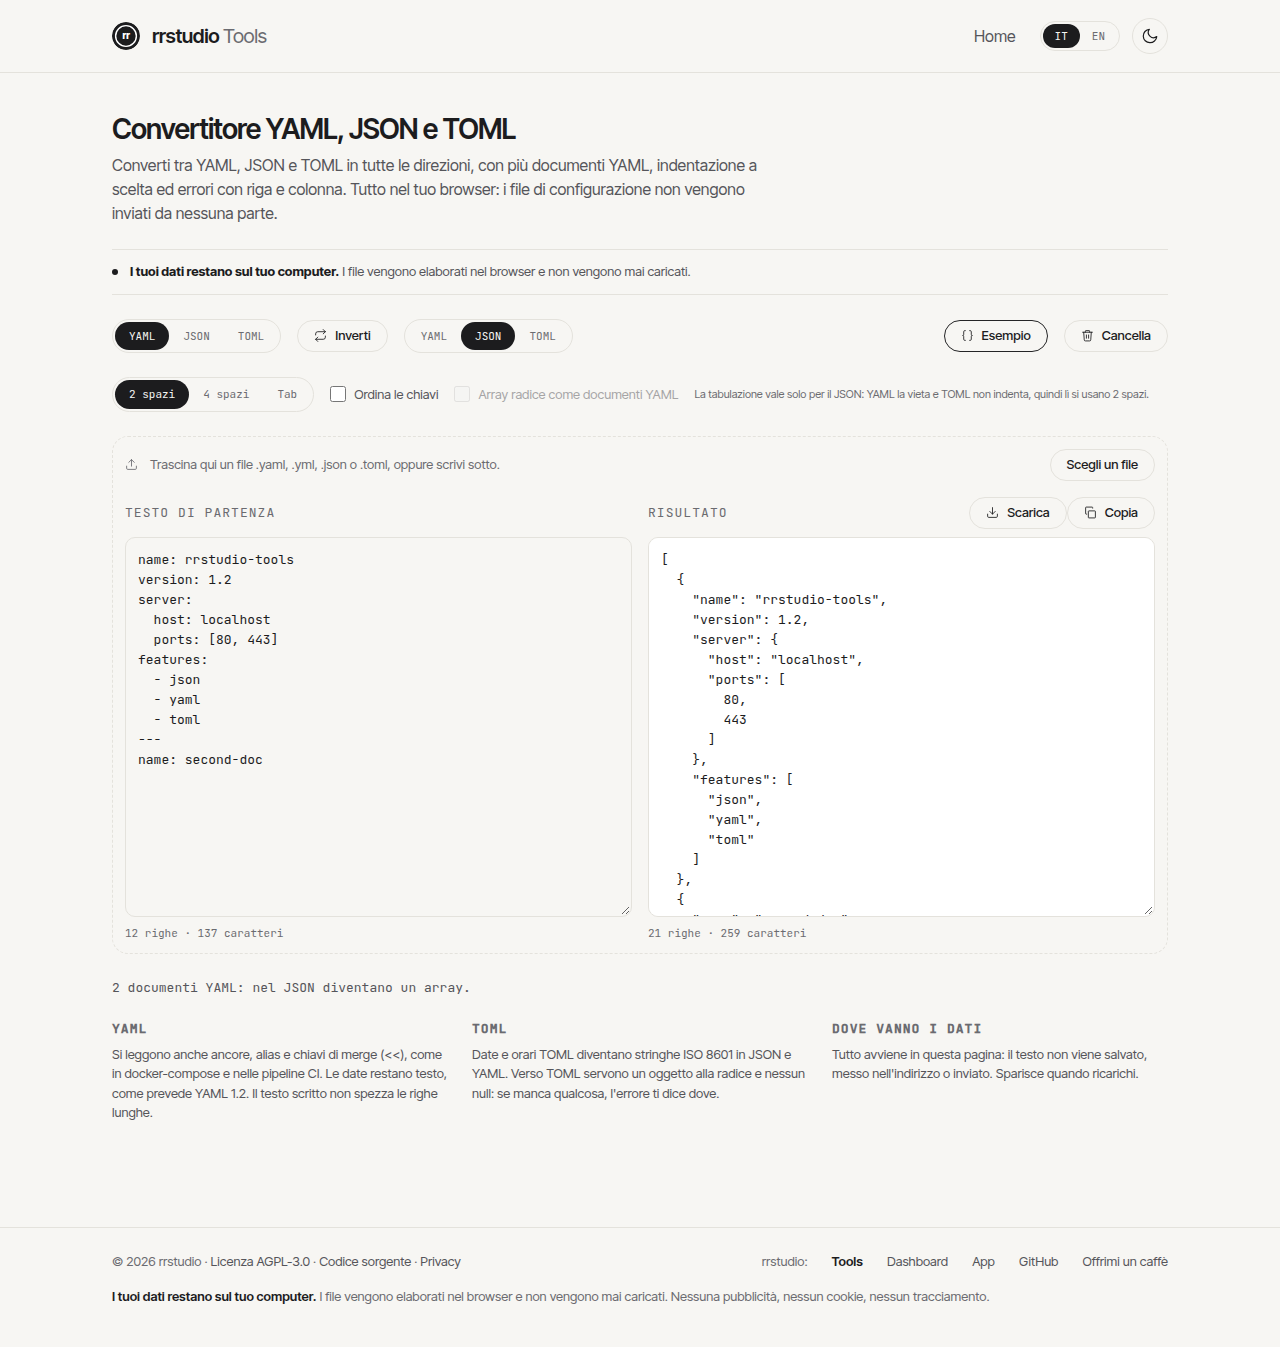 rr rrstudio Tools
Home
IT EN
Convertitore YAML, JSON e TOML
Converti tra YAML, JSON e TOML in tutte le direzioni, con più documenti YAML, indentazione a
scelta ed errori con riga e colonna. Tutto nel tuo browser: i file di configurazione non vengono
inviati da nessuna parte.
I tuoi dati restano sul tuo computer. I file vengono elaborati nel browser e non vengono mai caricati.
YAML JSON TOML
Inverti
YAML JSON TOML
Esempio
Cancella
2 spazi 4 spazi Tab
Ordina le chiavi
Array radice come documenti YAML
La tabulazione vale solo per il JSON: YAML la vieta e TOML non indenta, quindi lì si usano 2 spazi.
Trascina qui un file .yaml, .yml, .json o .toml, oppure scrivi sotto.
Scegli un file
TESTO DI PARTENZA
name: rrstudio-tools
version: 1.2
server:
  host: localhost
  ports: [80, 443]
features:
  - json
  - yaml
  - toml
---
name: second-doc
12 righe · 137 caratteri
RISULTATO
Scarica
Copia
[
  {
    "name": "rrstudio-tools",
    "version": 1.2,
    "server": {
      "host": "localhost",
      "ports": [
        80,
        443
      ]
    },
    "features": [
      "json",
      "yaml",
      "toml"
    ]
  },
  {
21 righe · 259 caratteri
2 documenti YAML: nel JSON diventano un array.
YAML
Si leggono anche ancore, alias e chiavi di merge (<<), come
in docker-compose e nelle pipeline CI. Le date restano testo,
come prevede YAML 1.2. Il testo scritto non spezza le righe
lunghe.
TOML
Date e orari TOML diventano stringhe ISO 8601 in JSON e
YAML. Verso TOML servono un oggetto alla radice e nessun
null: se manca qualcosa, l'errore ti dice dove.
DOVE VANNO I DATI
Tutto avviene in questa pagina: il testo non viene salvato,
messo nell'indirizzo o inviato. Sparisce quando ricarichi.
© 2026 rrstudio · Licenza AGPL-3.0 · Codice sorgente · Privacy
rrstudio: Tools Dashboard App GitHub Offrimi un caffè
I tuoi dati restano sul tuo computer. I file vengono elaborati nel browser e non vengono mai caricati. Nessuna pubblicità, nessun cookie, nessun tracciamento.